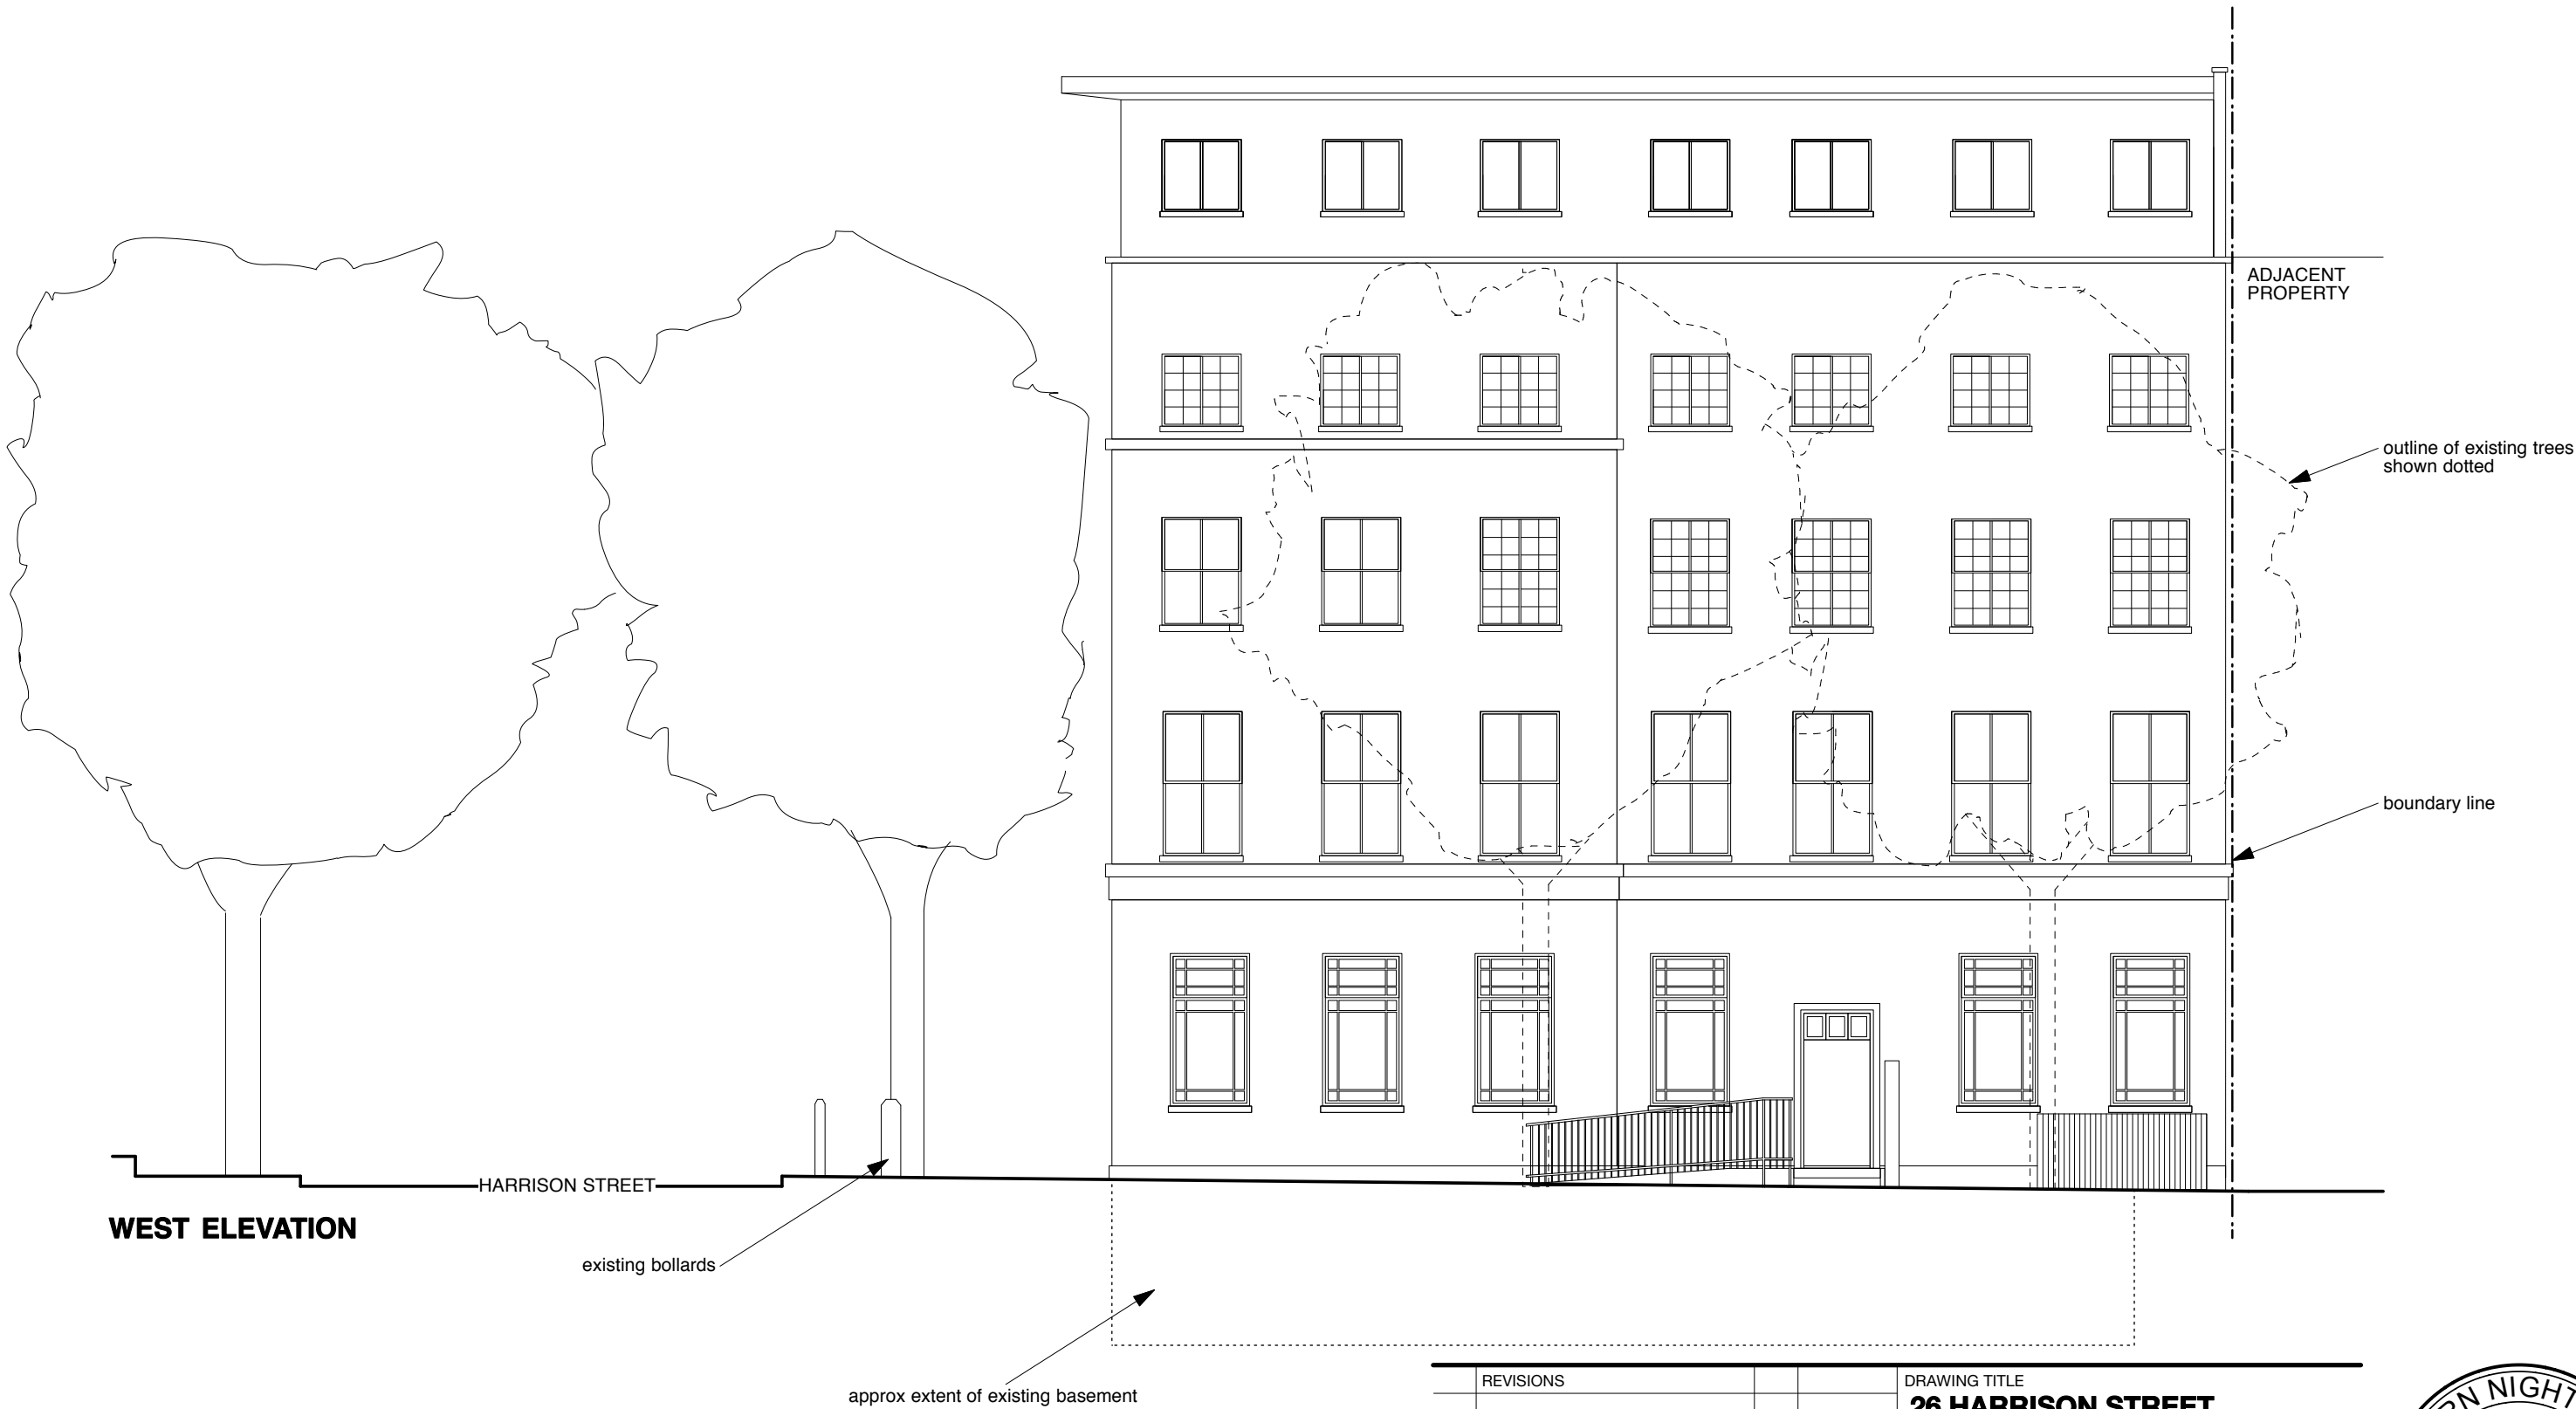 ADJACENT
PROPERTY
outline of existing trees
shown dotted
boundary line
HARRISON STREET
WEST ELEVATION
existing bollards
approx extent of existing basement
REVISIONS
DRAWING TITLE
26 HARRISON STREET